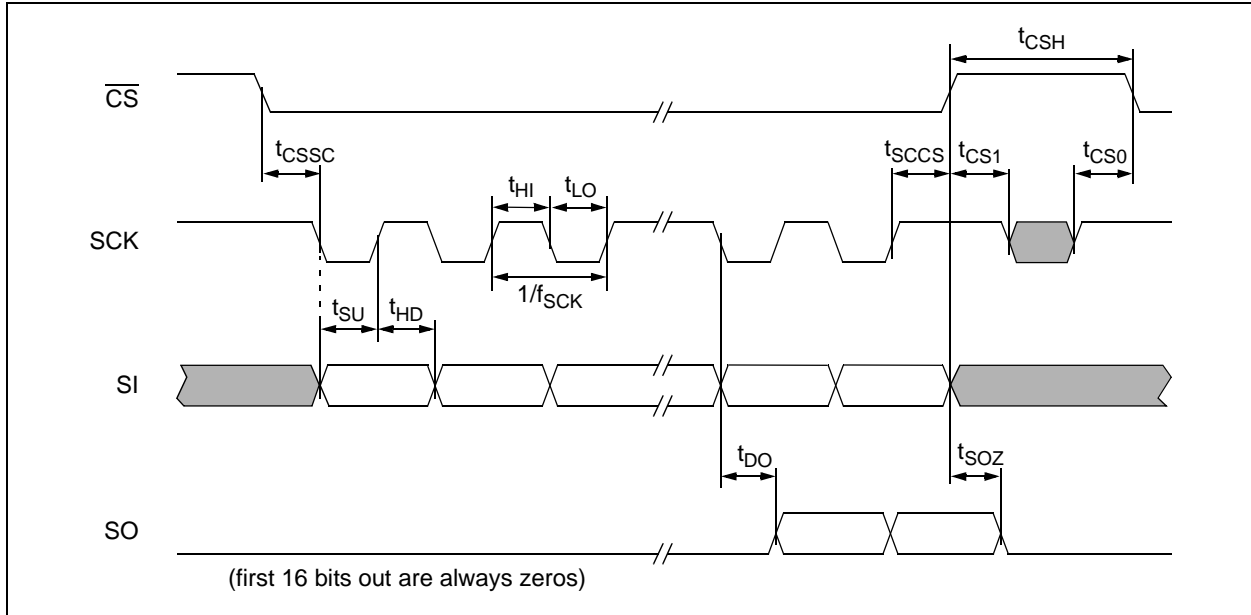 tCSH
CS
tCSSC
tSCCS
tCS1
tCS0
tHI
tLO
SCK
1/fSCK
tSU
tHD
SI
tDO
tSOZ
SO
(first 16 bits out are always zeros)